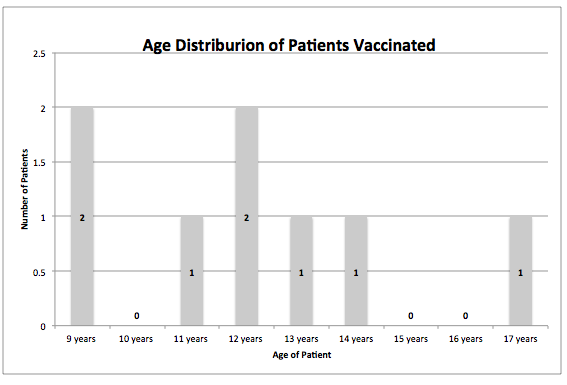 Age Distriburion of Patients Vaccinated
2.5
2
1.5
1
0.5
0
Number of Patients
2
0
1
2
1
1
0
0
1
9 years
10 years
11 years
12 years
13 years
14 years
15 years
16 years
17 years
Age of Patient